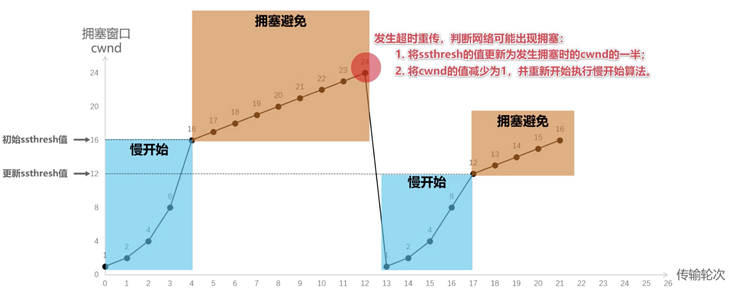 拥塞窗口
cwnd
拥塞避免
发生超时重传，判断网络可能出现拥塞：
1. 将ssthresh的值更新为发生拥塞时的cwnd的一半；
2. 将cwnd的值减少为1，并重新开始执行慢开始算法。
24
20
16
12
8
4
0
初始ssthresh值
更新ssthresh值
慢开始
1 2 4 8 16 17 18 19 20 21 22 23 24
慢开始
拥塞避免
1 2 4 8 12 13 14 15 16
0 1 2 3 4 5 6 7 8 9 10 11 12 13 14 15 16 17 18 19 20 21 22 23 24 25 26
传输轮次